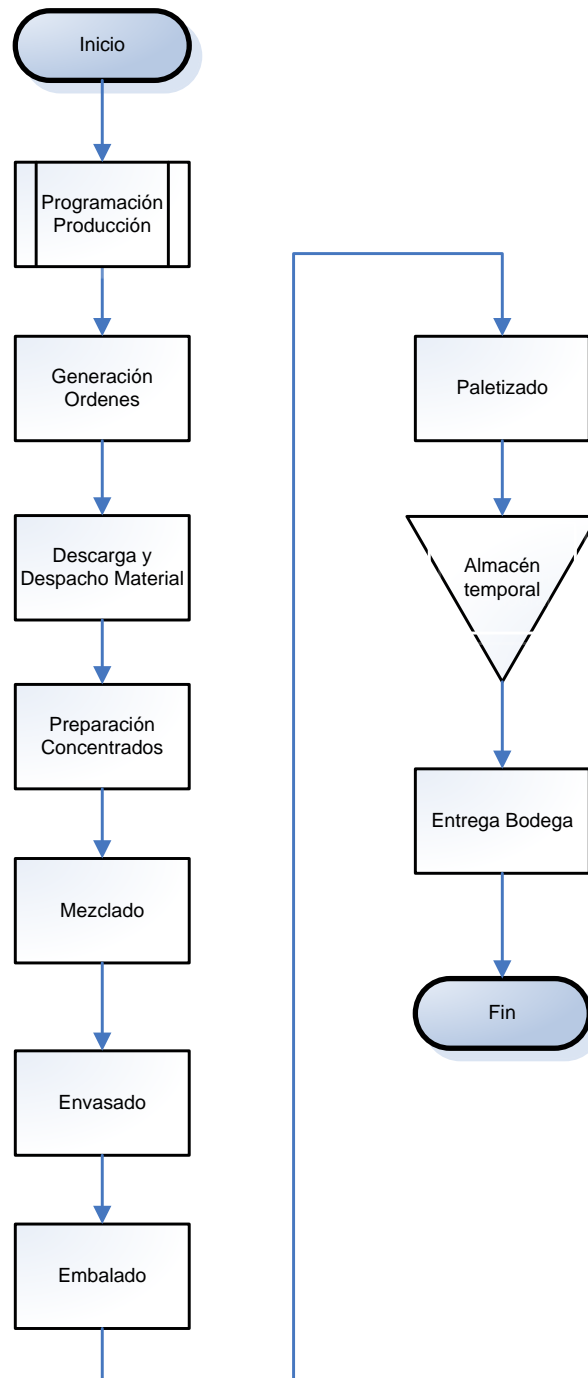 Inicio
Programación
Producción
Generación
Ordenes
Descarga y
Despacho Material
Preparación
Concentrados
Mezclado
Envasado
Embalado
Paletizado
Almacén
temporal
Entrega Bodega
Fin